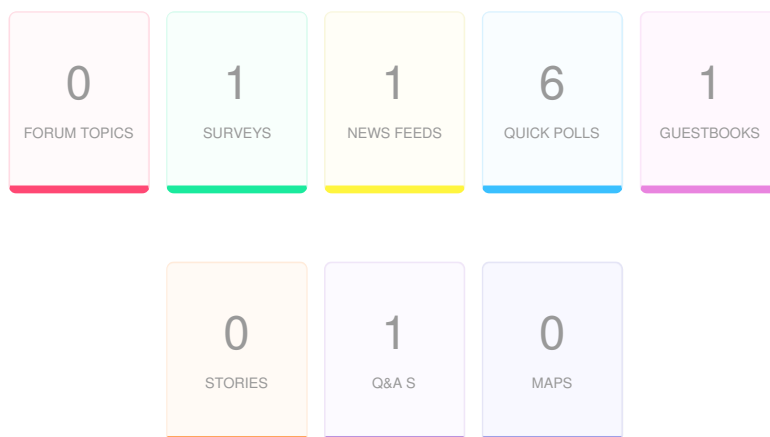 0 1 1 6 1
FORUM TOPICS SURVEYS NEWS FEEDS QUICK POLLS GUESTBOOKS
0 1 0
STORIES Q&A S MAPS